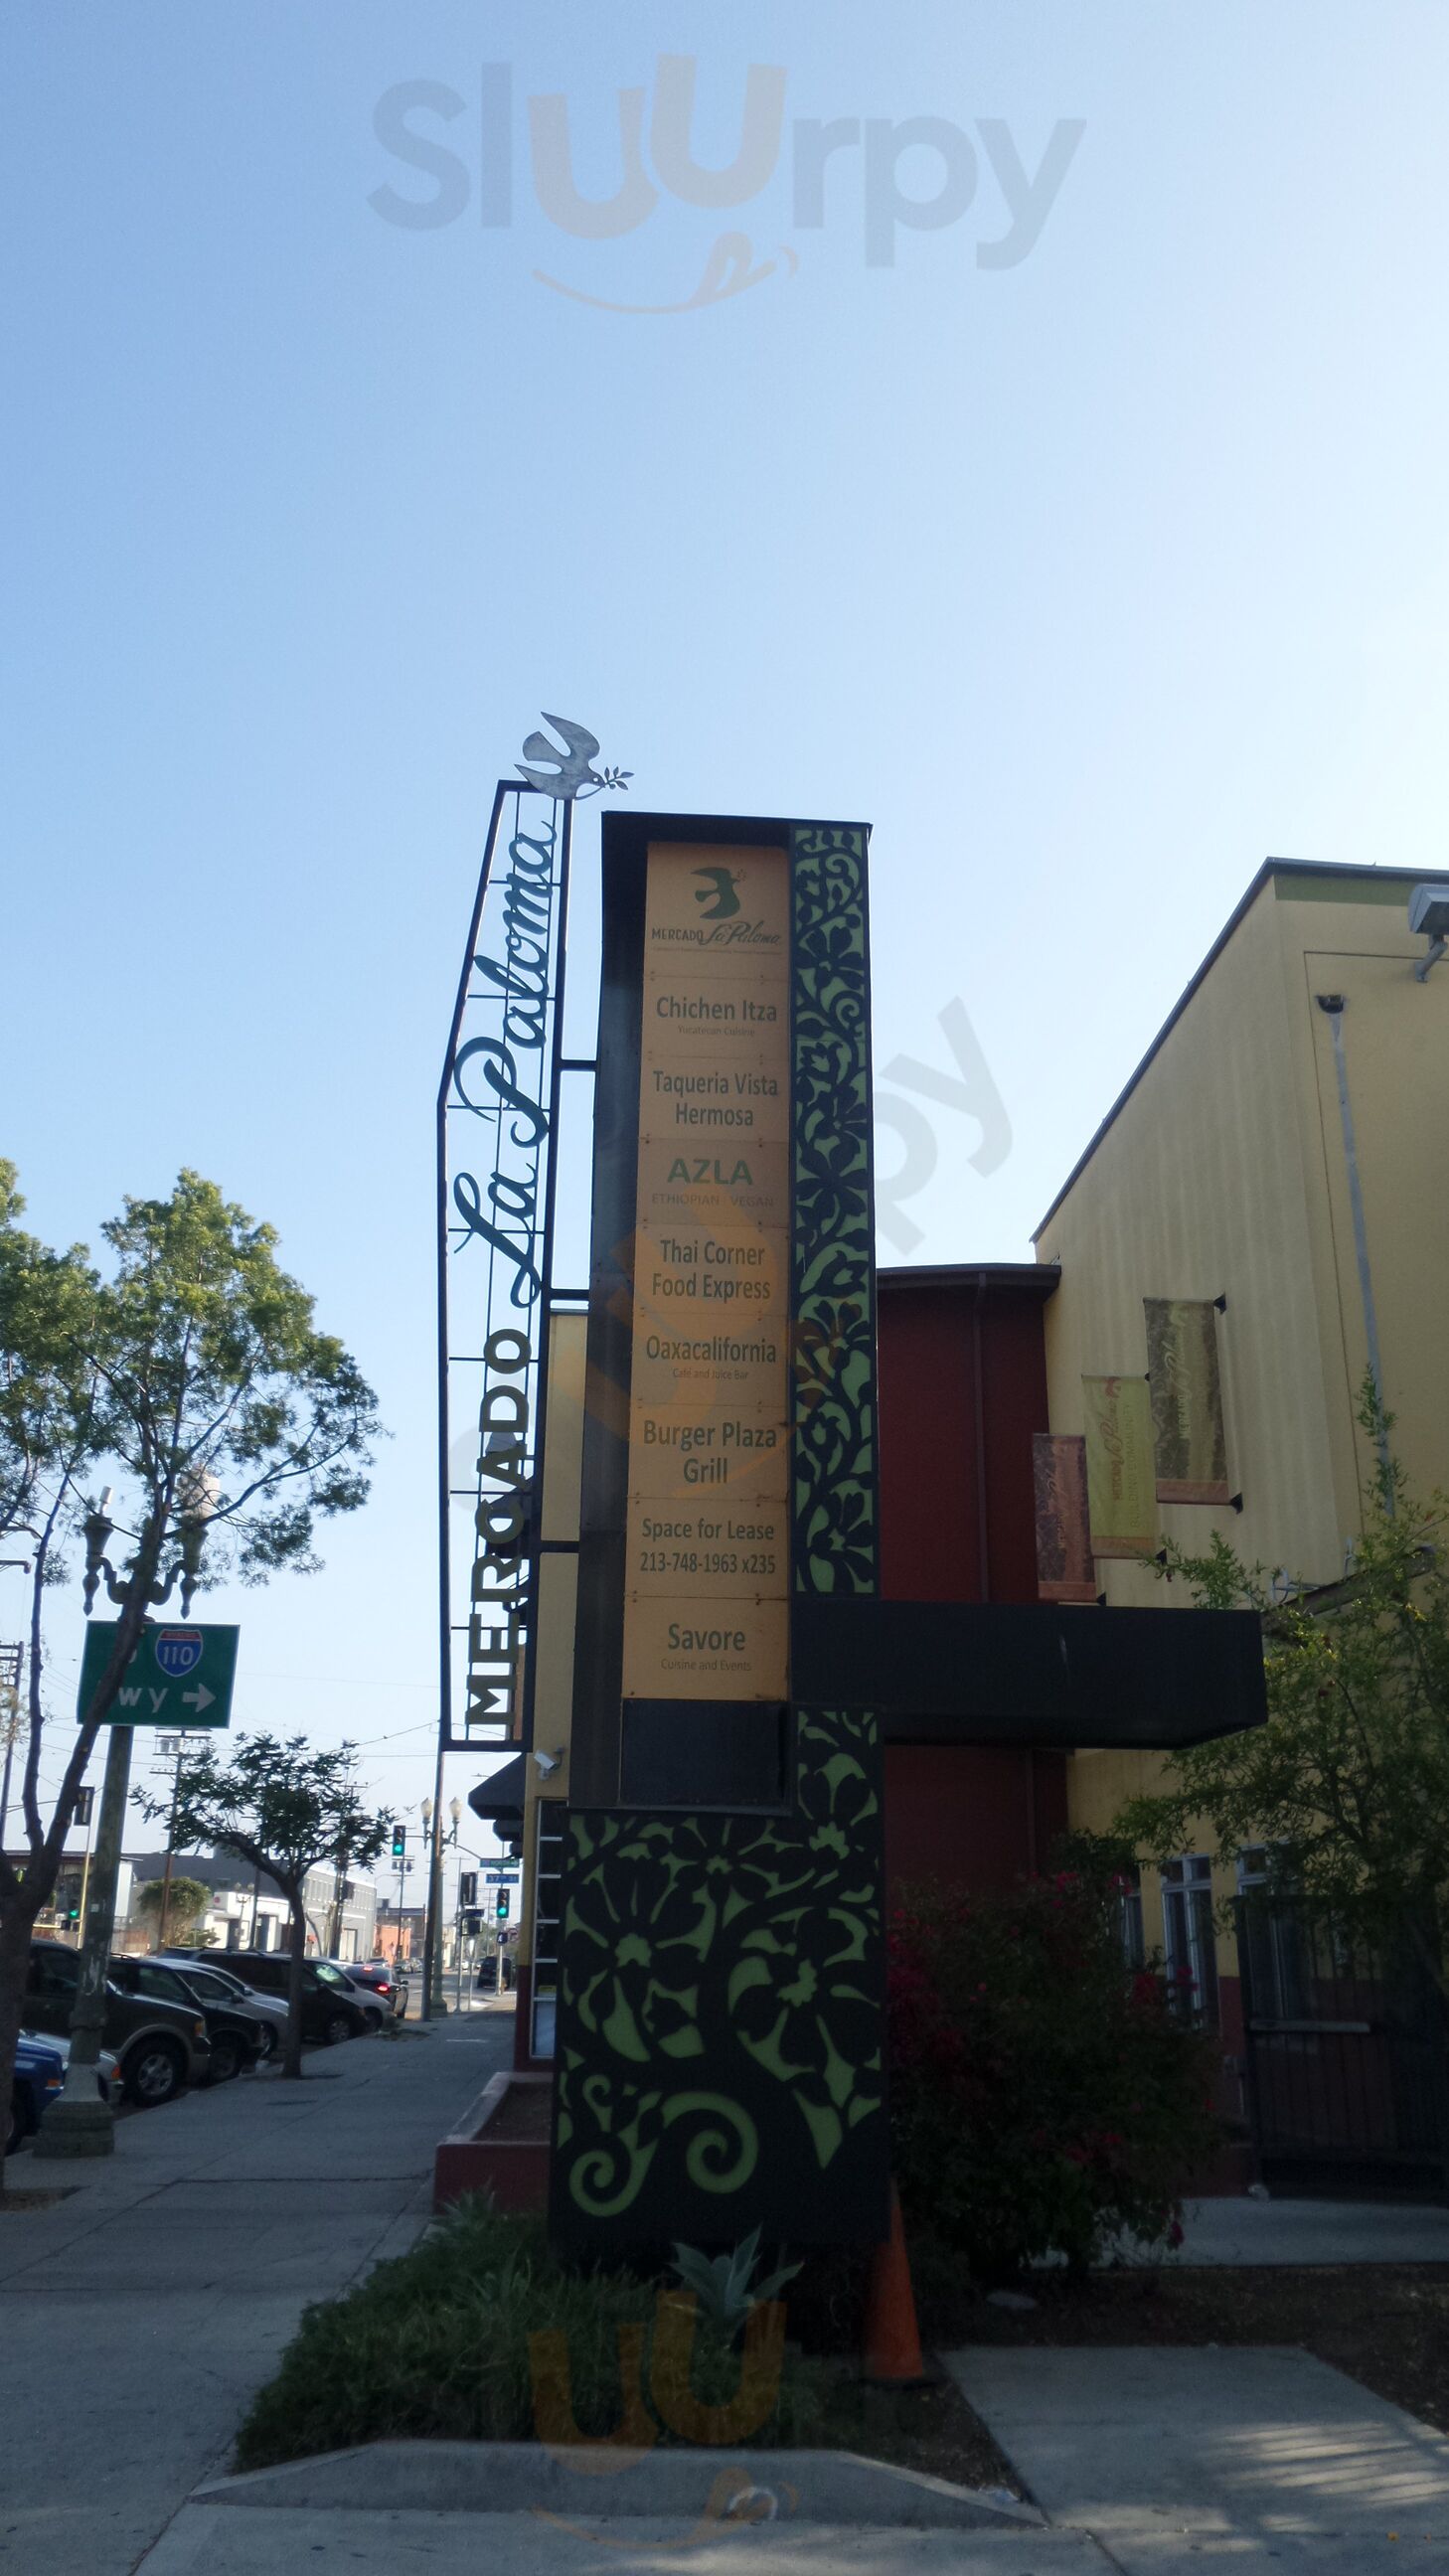 Sluurpy
MERCADO La Paloma
MERCADO La Paloma
Chichen Itza
Yucatecan Cuisine
Taqueria Vista
Hermosa
AZLA
ETHIOPIAN VEGAN
Thai Corner
Food Express
Oaxacalifornia
Café and Juice Bar
Burger Plaza
Grill
Space for Lease
213-748-1963 x235
Savore
Cuisine and Events
110
wy
37th St